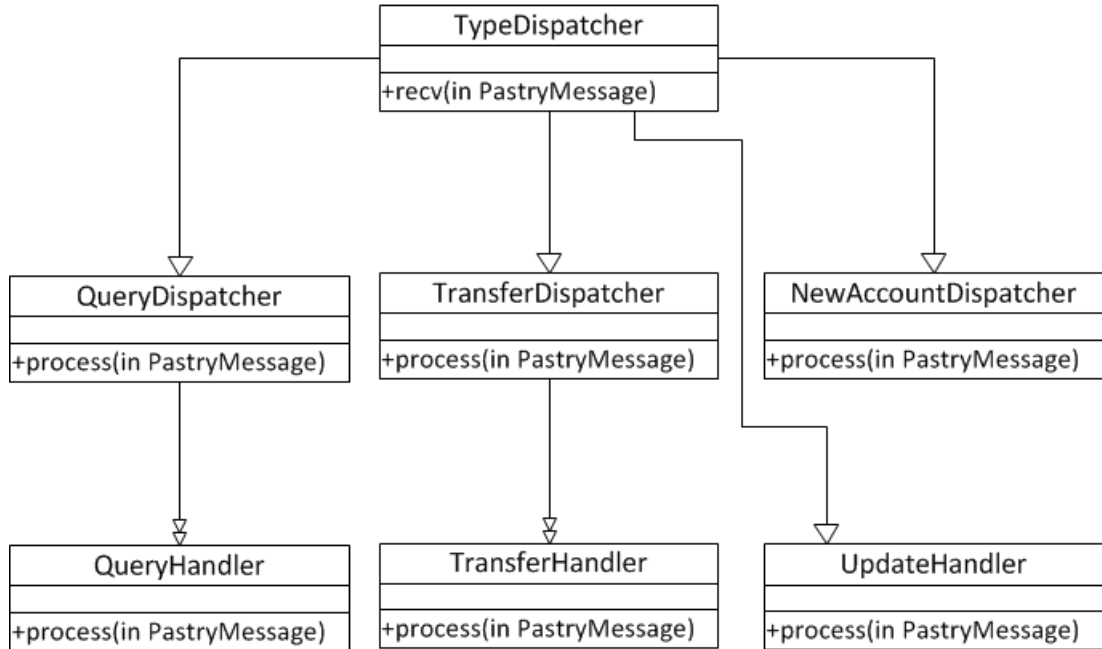 TypeDispatcher
+recv(in PastryMessage)
QueryDispatcher
+process(in PastryMessage)
TransferDispatcher
+process(in PastryMessage)
NewAccountDispatcher
+process(in PastryMessage)
QueryHandler
+process(in PastryMessage)
TransferHandler
+process(in PastryMessage)
UpdateHandler
+process(in PastryMessage)